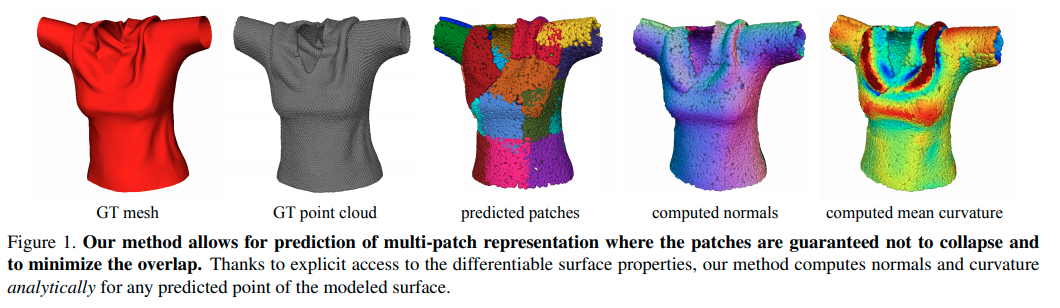 GT mesh
GT point cloud
predicted patches
computed normals
computed mean curvature
Figure 1. Our method allows for prediction of multi-patch representation where the patches are guaranteed not to collapse and
to minimize the overlap. Thanks to explicit access to the differentiable surface properties, our method computes normals and curvature
analytically for any predicted point of the modeled surface.